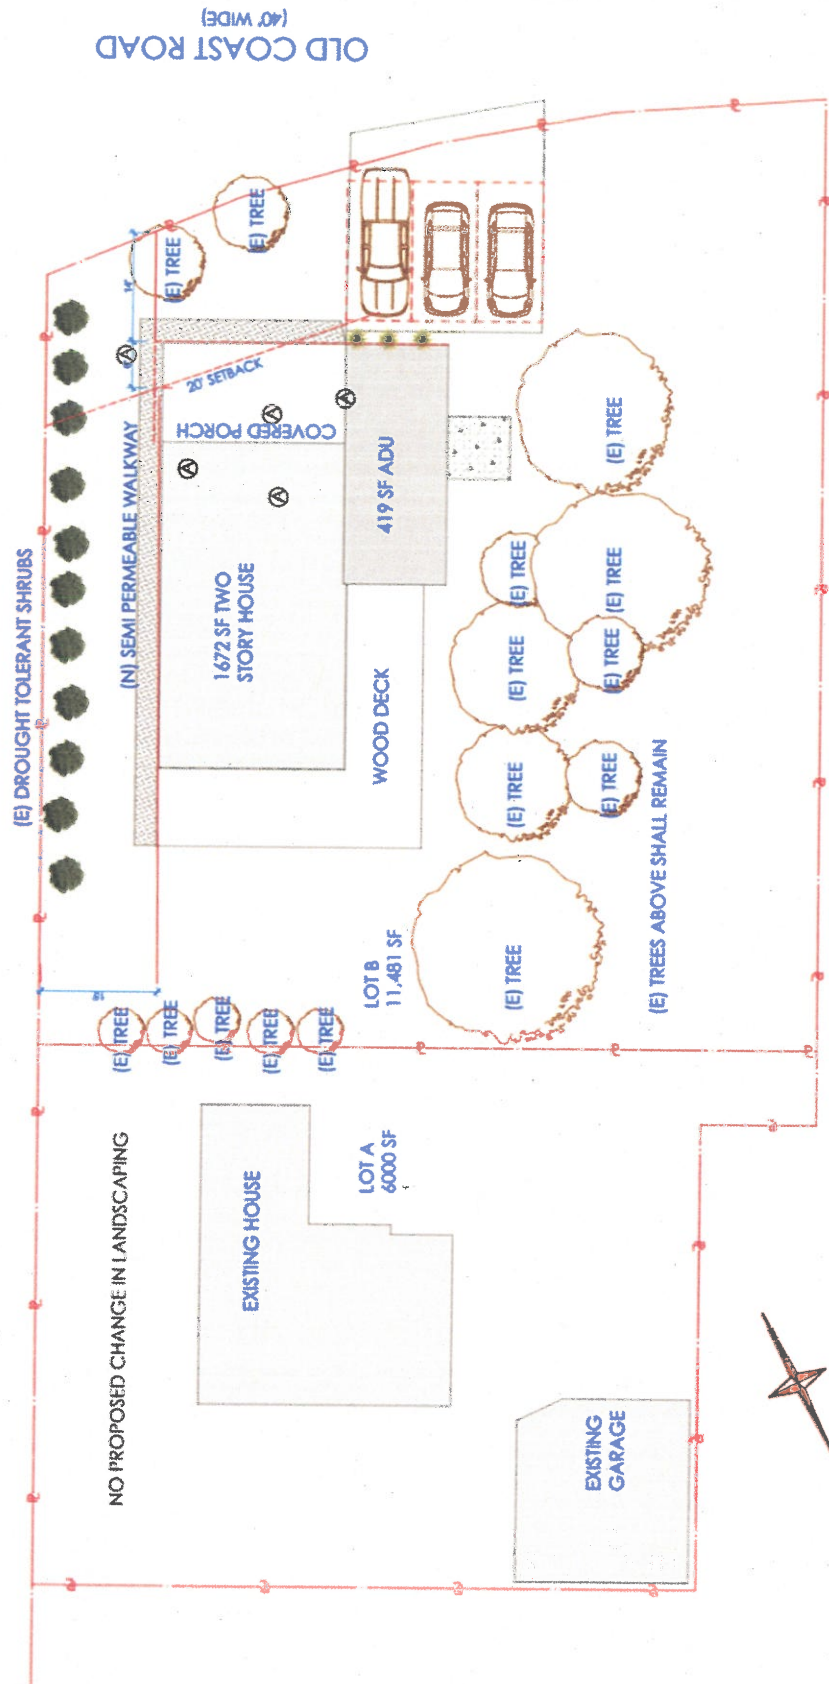 OLD COAST ROAD
(40' WIDE)
(E) DROUGHT TOLERANT SHRUBS
(N) SEMI PERMEABLE WALKWAY
14'
20' SETBACK
(E) TREE
(E) TREE
COVERED PORCH
1672 SF TWO
STORY HOUSE
419 SF ADU
WOOD DECK
(E) TREE
(E) TREE
(E) TREE
(E) TREE
(E) TREE
(E) TREE
(E) TREE
(E) TREE
(E) TREES ABOVE SHALL REMAIN
LOT B
11,481 SF
(E) TREE
(E) TREE
(E) TREE
(E) TREE
(E) TREE
NO PROPOSED CHANGE IN LANDSCAPING
EXISTING HOUSE
LOT A
6000 SF
EXISTING
GARAGE
A
A
A
A
A